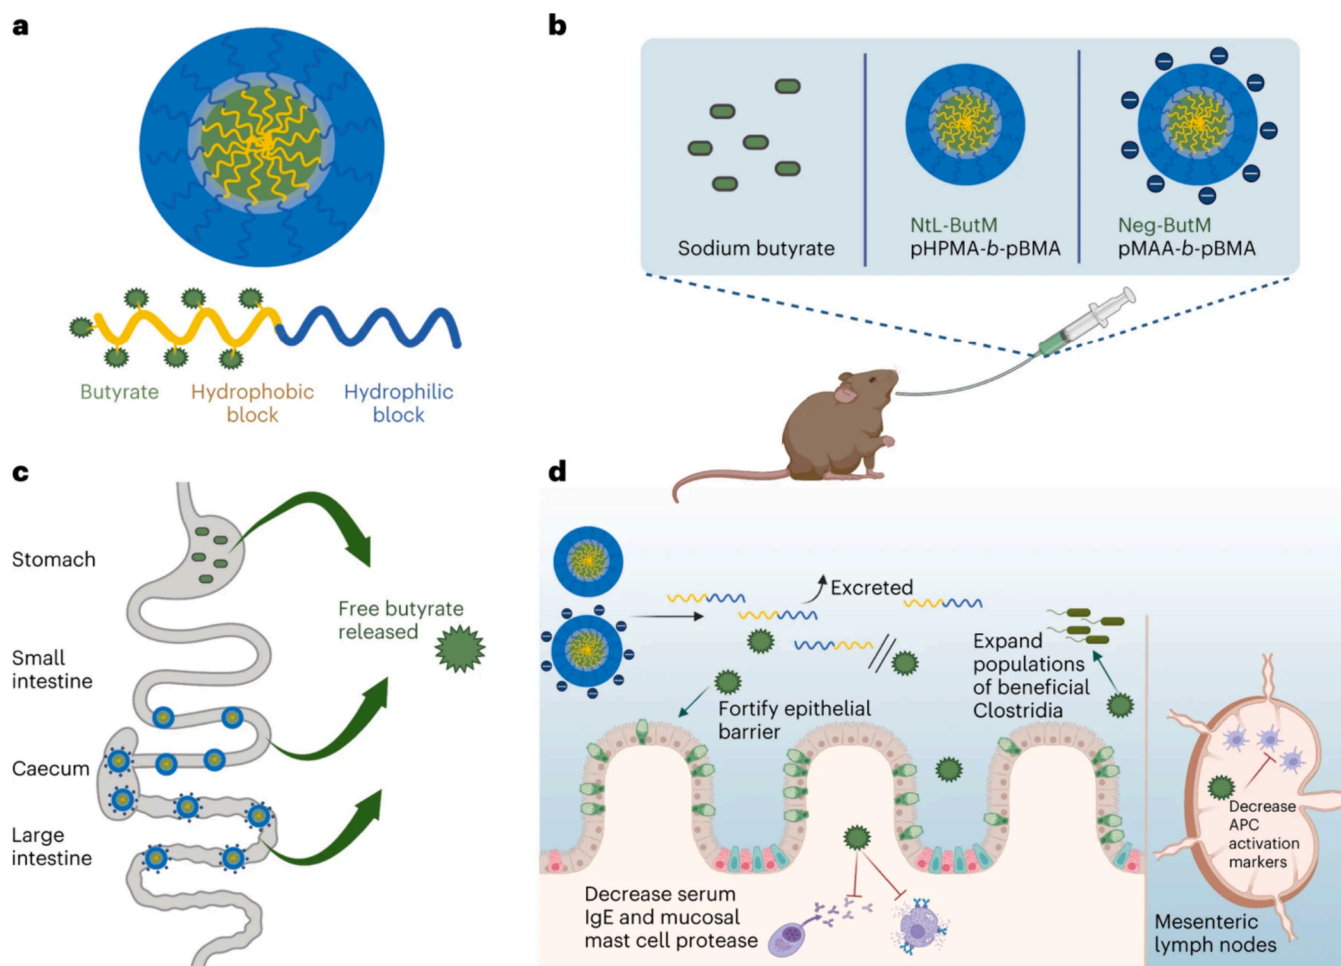 a
Butyrate
Hydrophobic
block
Hydrophilic
block
b
Sodium butyrate
NtL-ButM
pHPMA-b-pBMA
Neg-ButM
pMAA-b-pBMA
c
Stomach
Small
intestine
Caecum
Large
intestine
Free butyrate
released
d
Excreted
Fortify epithelial
barrier
Expand
populations
of beneficial
Clostridia
Decrease serum
IgE and mucosal
mast cell protease
Decrease
APC
activation
markers
Mesenteric
lymph nodes